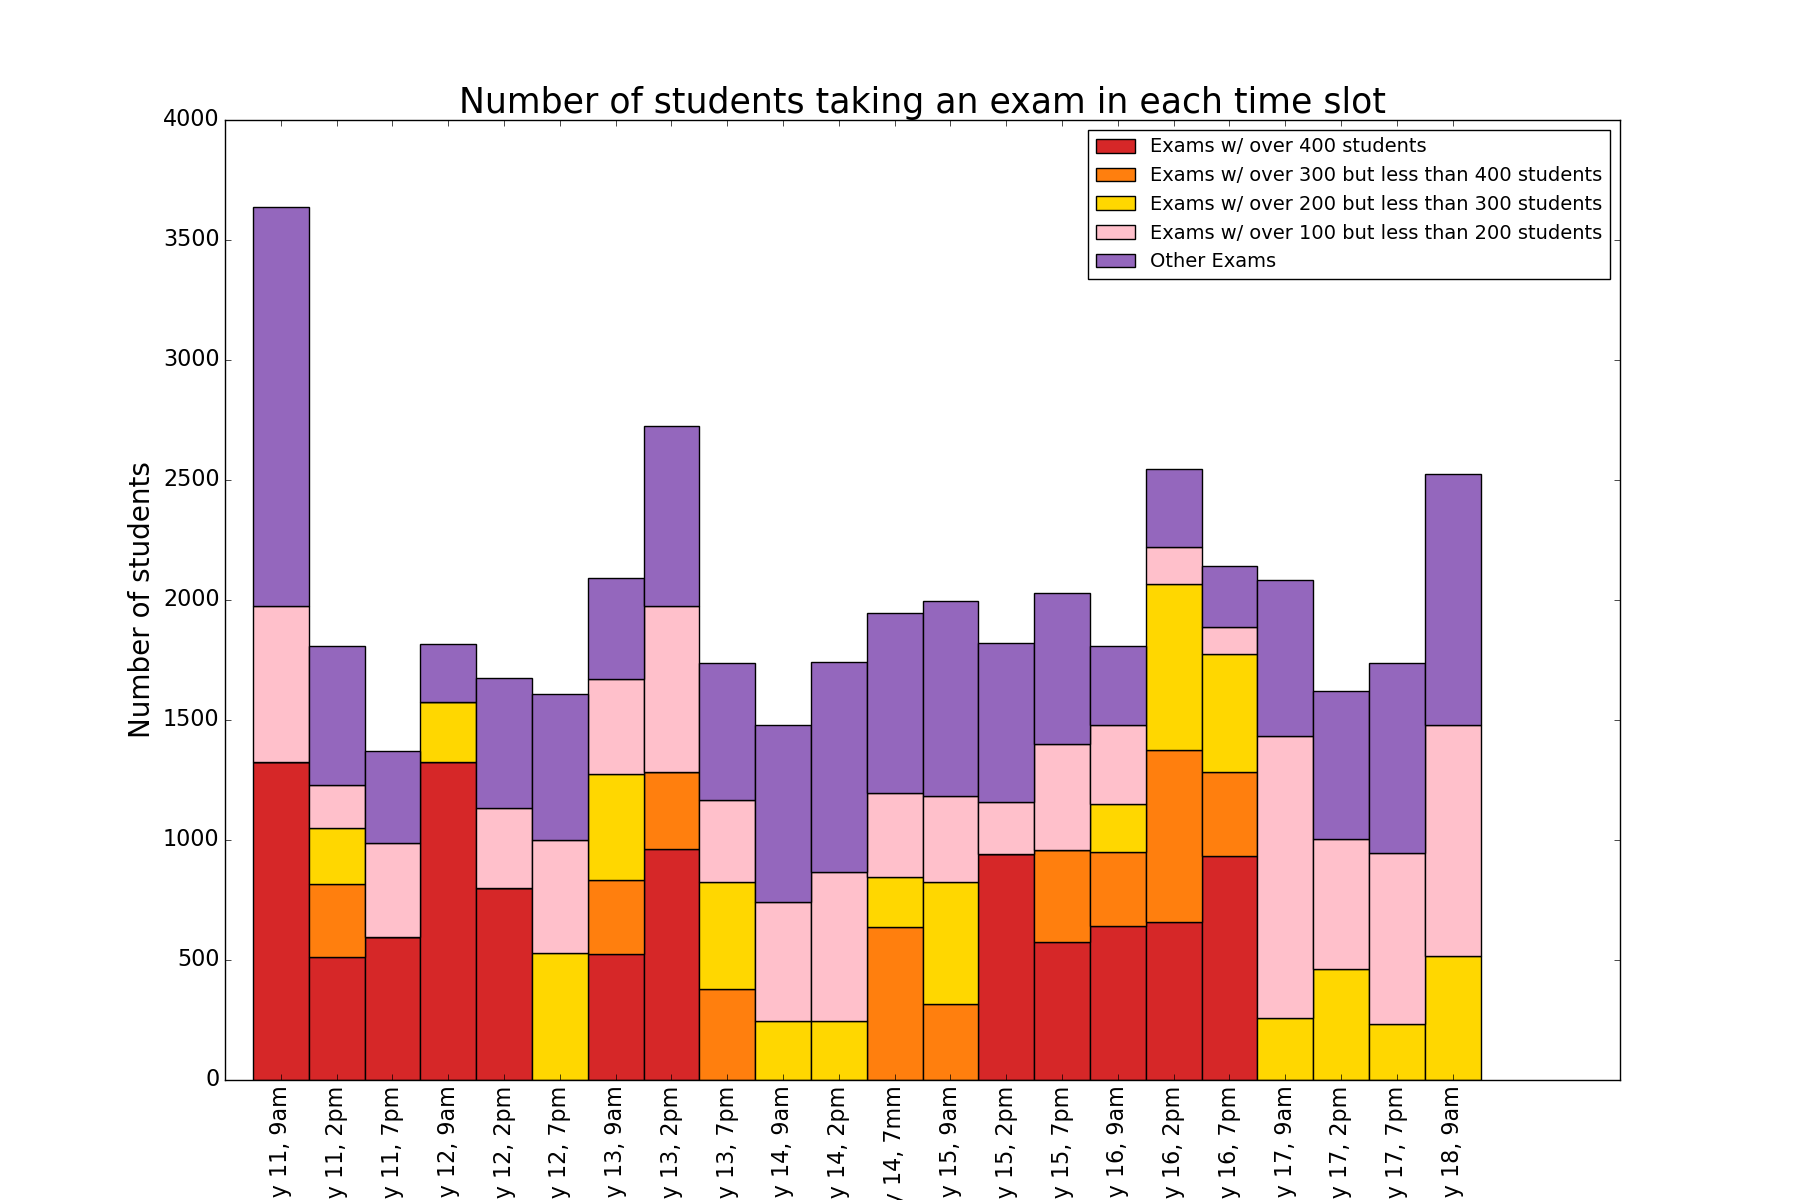 Number of students taking an exam in each time slot
4000
3500
3000
2500
2000
1500
1000
500
0
Number of students
Exams w/ over 400 students
Exams w/ over 300 but less than 400 students
Exams w/ over 200 but less than 300 students
Exams w/ over 100 but less than 200 students
Other Exams
y 11, 9am
y 11, 2pm
y 11, 7pm
y 12, 9am
y 12, 2pm
y 12, 7pm
y 13, 9am
y 13, 2pm
y 13, 7pm
y 14, 9am
y 14, 2pm
y 14, 7mm
y 15, 9am
y 15, 2pm
y 15, 7pm
y 16, 9am
y 16, 2pm
y 16, 7pm
y 17, 9am
y 17, 2pm
y 17, 7pm
y 18, 9am